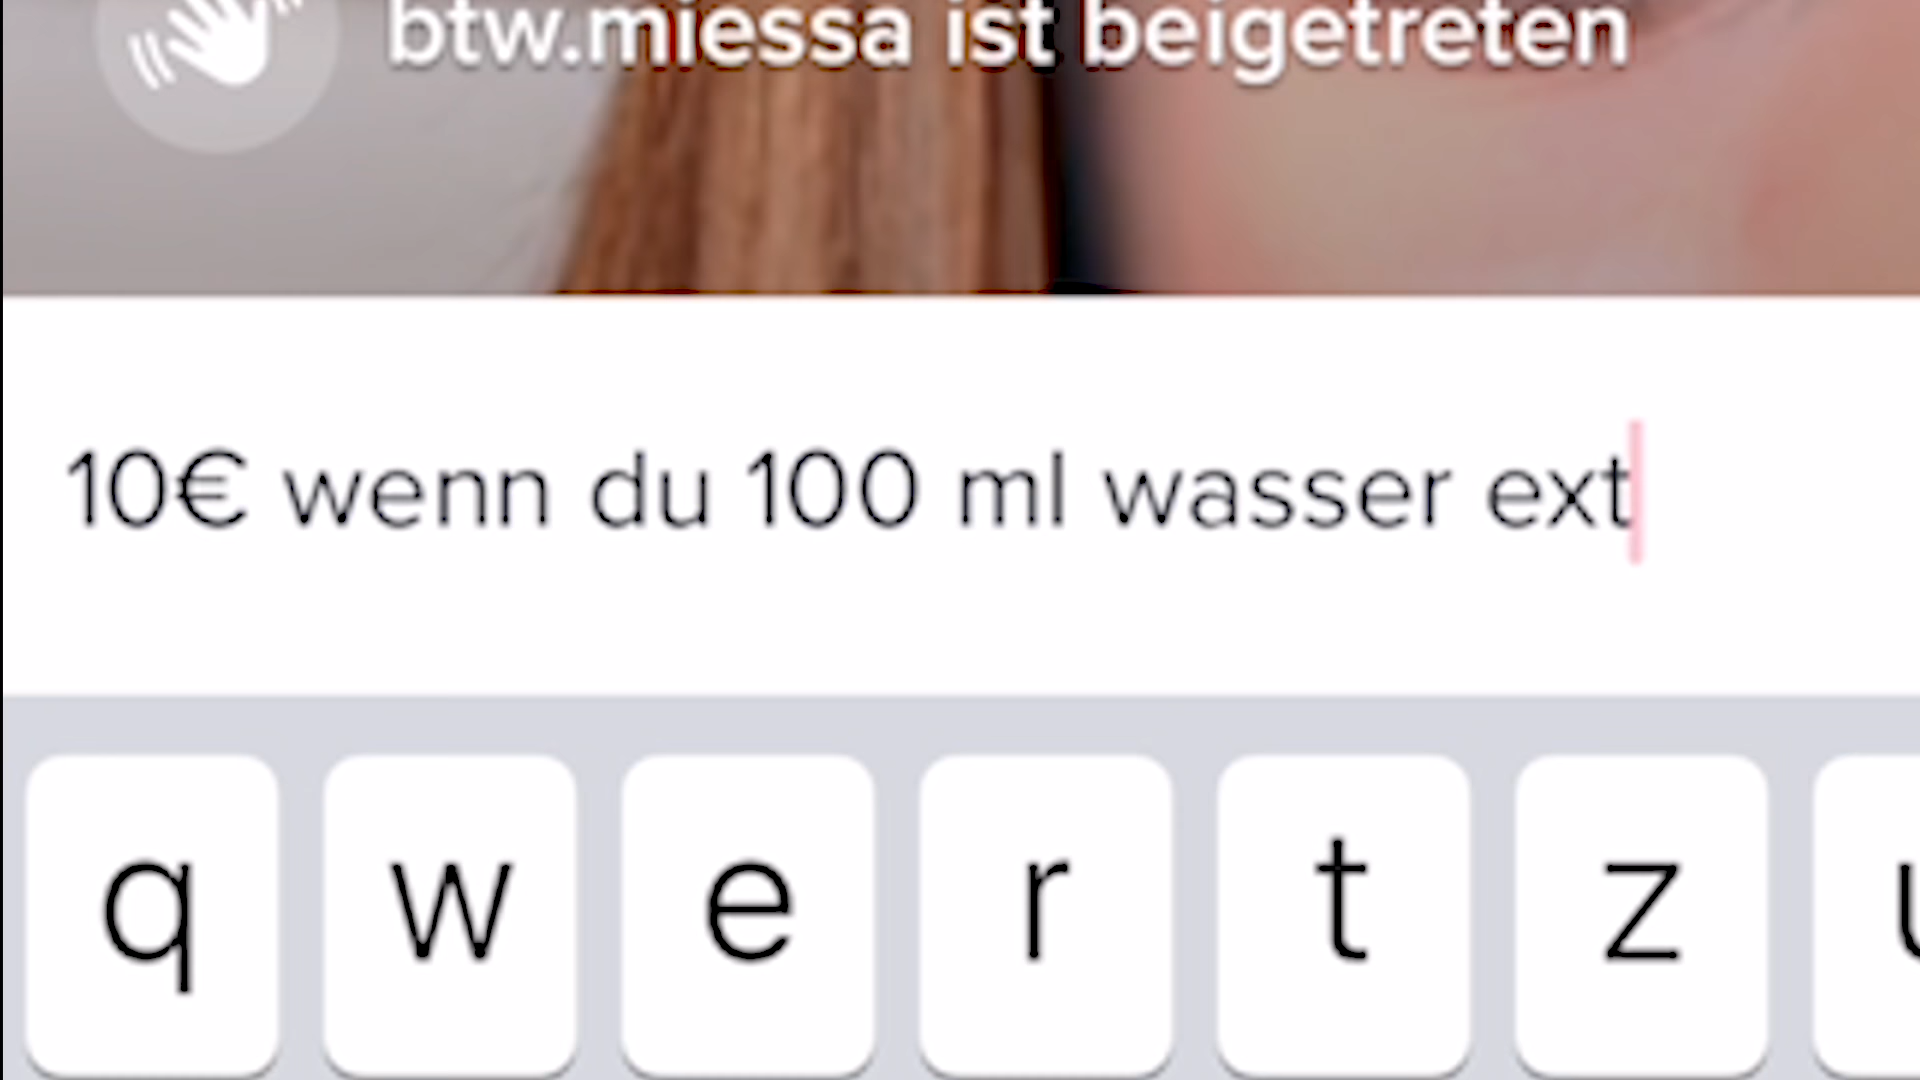 btw.miessa ist beigetreten
10€ wenn du 100 ml wasser ext
q w e r t z